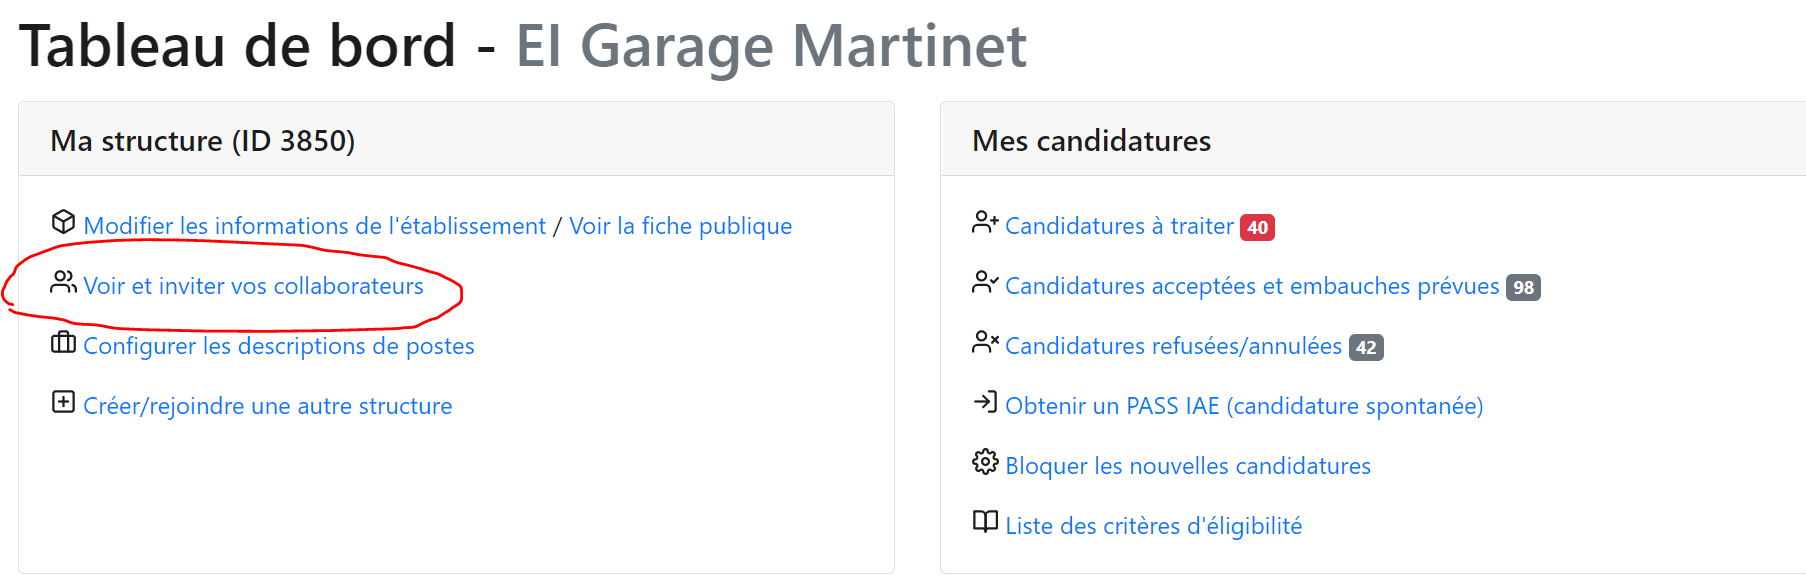 Tableau de bord - EI Garage Martinet
Ma structure (ID 3850)
Modifier les informations de l'établissement / Voir la fiche publique
Voir et inviter vos collaborateurs
Configurer les descriptions de postes
Créer/rejoindre une autre structure
Mes candidatures
Candidatures à traiter 40
Candidatures acceptées et embauches prévues 98
Candidatures refusées/annulées 42
Obtenir un PASS IAE (candidature spontanée)
Bloquer les nouvelles candidatures
Liste des critères d'éligibilité